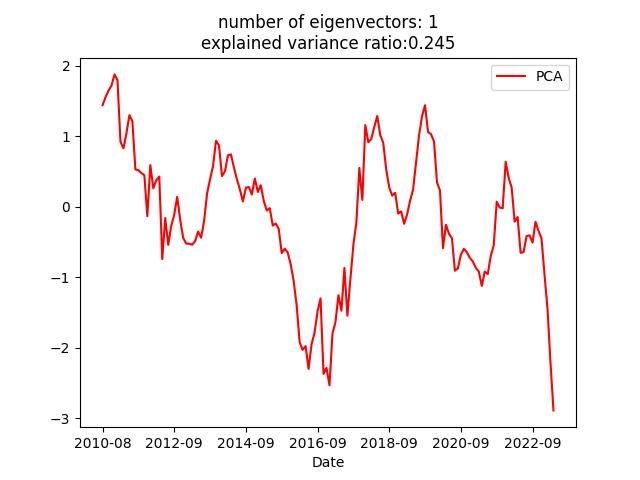 number of eigenvectors: 1
explained variance ratio:0.245
PCA
2
1
0
−1
−2
−3
2010-08 2012-09 2014-09 2016-09 2018-09 2020-09 2022-09
Date